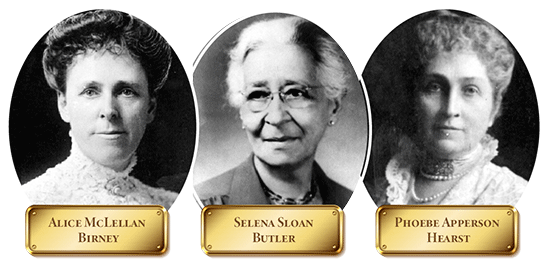 Alice McLellan
Birney
Selena Sloan
Butler
Phoebe Apperson
Hearst